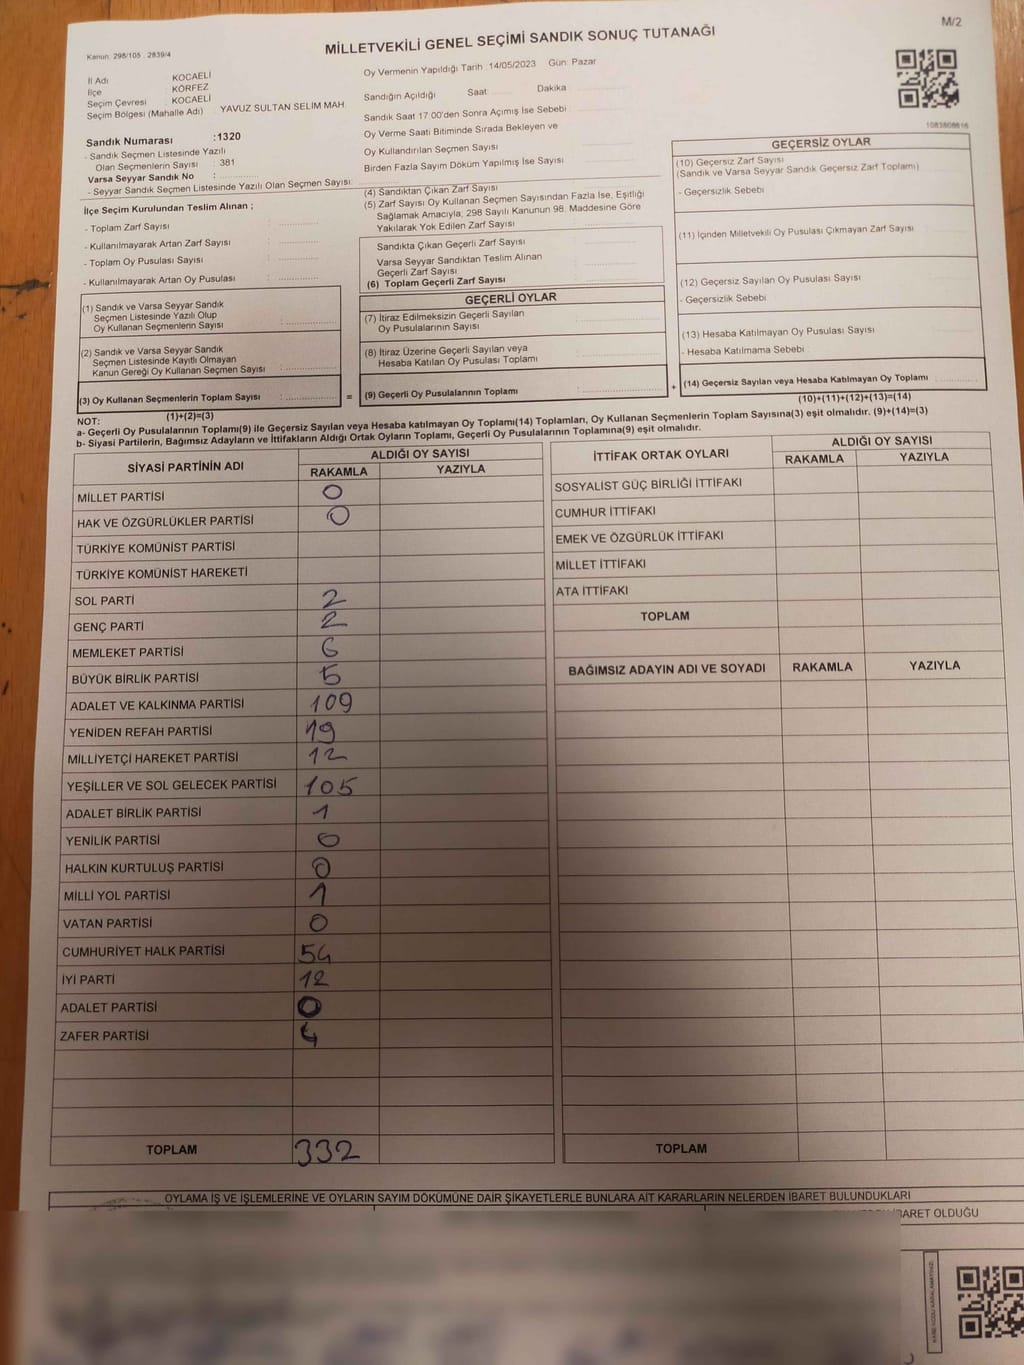 M/2
Kanun: 298/105 . 2839/4
MİLLETVEKİLİ GENEL SEÇİMİ SANDIK SONUÇ TUTANAĞI
İl Adı KOCAELİ
İlçe KÖRFEZ
Seçim Çevresi KOCAELİ
Seçim Bölgesi (Mahalle Adı) YAVUZ SULTAN SELİM MAH.
Sandık Numarası :1320
- Sandık Seçmen Listesinde Yazılı
Olan Seçmenlerin Sayısı : 381
Varsa Seyyar Sandık No :
- Seyyar Sandık Seçmen Listesinde Yazılı Olan Seçmen Sayısı:
İlçe Seçim Kurulundan Teslim Alınan ;
- Toplam Zarf Sayısı :
- Kullanılmayarak Artan Zarf Sayısı :
- Toplam Oy Pusulası Sayısı :
- Kullanılmayarak Artan Oy Pusulası :
(1) Sandık ve Varsa Seyyar Sandık
Seçmen Listesinde Yazılı Olup
Oy Kullanan Seçmenlerin Sayısı :
(2) Sandık ve Varsa Seyyar Sandık
Seçmen Listesinde Kayıtlı Olmayan
Kanun Gereği Oy Kullanan Seçmen Sayısı :
(3) Oy Kullanan Seçmenlerin Toplam Sayısı :
(1)+(2)=(3)
Oy Vermenin Yapıldığı Tarih :14/05/2023 Gün: Pazar
Sandığın Açıldığı Saat Dakika
Sandık Saat 17:00'den Sonra Açılmış İse Sebebi
Oy Verme Saati Bitiminde Sırada Bekleyen ve
Oy Kullandırılan Seçmen Sayısı
Birden Fazla Sayım Döküm Yapılmış İse Sayısı
(4) Sandıktan Çıkan Zarf Sayısı
(5) Zarf Sayısı Oy Kullanan Seçmen Sayısından Fazla İse, Eşitliği
Sağlamak Amacıyla; 298 Sayılı Kanunun 98. Maddesine Göre
Yakılarak Yok Edilen Zarf Sayısı
Sandıkta Çıkan Geçerli Zarf Sayısı
Varsa Seyyar Sandıktan Teslim Alınan
Geçerli Zarf Sayısı
(6) Toplam Geçerli Zarf Sayısı
GEÇERLİ OYLAR
(7) İtiraz Edilmeksizin Geçerli Sayılan
Oy Pusulalarının Sayısı
(8) İtiraz Üzerine Geçerli Sayılan veya
Hesaba Katılan Oy Pusulası Toplamı
= (9) Geçerli Oy Pusulalarının Toplamı
1083808616
GEÇERSİZ OYLAR
(10) Geçersiz Zarf Sayısı
(Sandık ve Varsa Seyyar Sandık Geçersiz Zarf Toplamı)
- Geçersizlik Sebebi
(11) İçinden Milletvekili Oy Pusulası Çıkmayan Zarf Sayısı
(12) Geçersiz Sayılan Oy Pusulası Sayısı
- Geçersizlik Sebebi
(13) Hesaba Katılmayan Oy Pusulası Sayısı
- Hesaba Katılmama Sebebi
+ (14) Geçersiz Sayılan veya Hesaba Katılmayan Oy Toplamı
(10)+(11)+(12)+(13)=(14)
NOT:
a- Geçerli Oy Pusulalarının Toplamı(9) ile Geçersiz Sayılan veya Hesaba katılmayan Oy Toplamı(14) Toplamları, Oy Kullanan Seçmenlerin Toplam Sayısına(3) eşit olmalıdır. (9)+(14)=(3)
b- Siyasi Partilerin, Bağımsız Adayların ve İttifakların Aldığı Ortak Oyların Toplamı, Geçerli Oy Pusulalarının Toplamına(9) eşit olmalıdır.
SİYASİ PARTİNİN ADI ALDIĞI OY SAYISI
RAKAMLA YAZIYLA
MİLLET PARTİSİ 0
HAK VE ÖZGÜRLÜKLER PARTİSİ 0
TÜRKİYE KOMÜNİST PARTİSİ
TÜRKİYE KOMÜNİST HAREKETİ
SOL PARTİ 2
GENÇ PARTİ 2
MEMLEKET PARTİSİ 6
BÜYÜK BİRLİK PARTİSİ 5
ADALET VE KALKINMA PARTİSİ 109
YENİDEN REFAH PARTİSİ 19
MİLLİYETÇİ HAREKET PARTİSİ 12
YEŞİLLER VE SOL GELECEK PARTİSİ 105
ADALET BİRLİK PARTİSİ 1
YENİLİK PARTİSİ 0
HALKIN KURTULUŞ PARTİSİ 0
MİLLİ YOL PARTİSİ 1
VATAN PARTİSİ 0
CUMHURİYET HALK PARTİSİ 54
İYİ PARTİ 12
ADALET PARTİSİ 0
ZAFER PARTİSİ 4
TOPLAM 332
İTTİFAK ORTAK OYLARI ALDIĞI OY SAYISI
RAKAMLA YAZIYLA
SOSYALİST GÜÇ BİRLİĞİ İTTİFAKI
CUMHUR İTTİFAKI
EMEK VE ÖZGÜRLÜK İTTİFAKI
MİLLET İTTİFAKI
ATA İTTİFAKI
TOPLAM
BAĞIMSIZ ADAYIN ADI VE SOYADI RAKAMLA YAZIYLA
TOPLAM
OYLAMA İŞ VE İŞLEMLERİNE VE OYLARIN SAYIM DÖKÜMÜNE DAİR ŞİKAYETLERLE BUNLARA AİT KARARLARIN NELERDEN İBARET BULUNDUKLARI
İBARET OLDUĞU
KARE KODU KARALAMAYINIZ